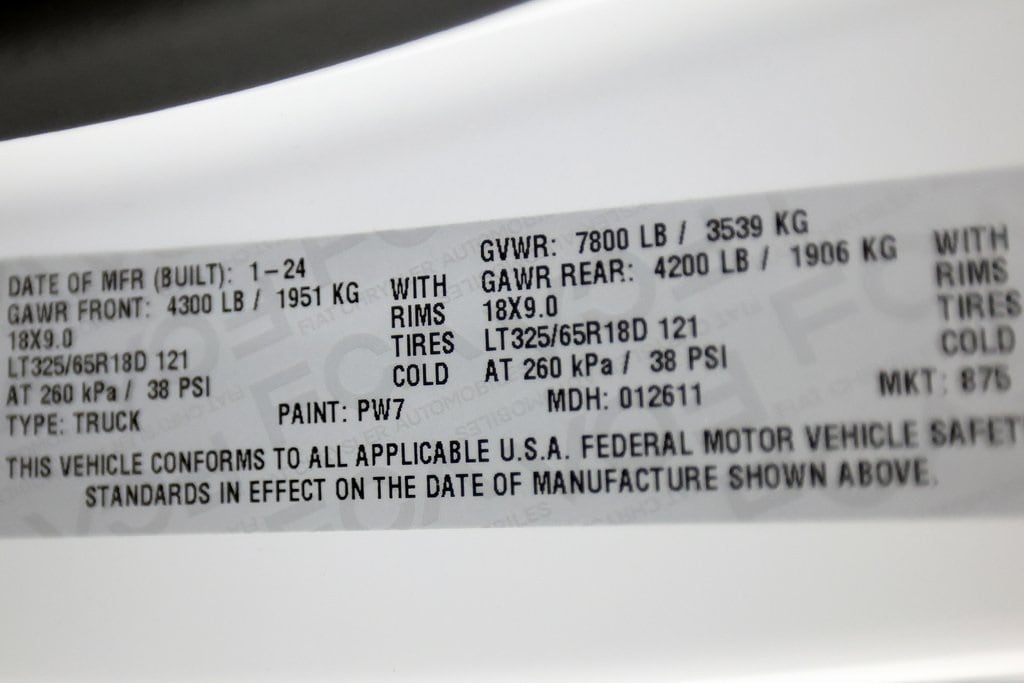 DATE OF MFR (BUILT): 1-24 GVWR: 7800 LB / 3539 KG
GAWR FRONT: 4300 LB / 1951 KG WITH GAWR REAR: 4200 LB / 1906 KG WITH
18X9.0 RIMS 18X9.0 RIMS
LT325/65R18D 121 TIRES LT325/65R18D 121 TIRES
AT 260 kPa / 38 PSI COLD AT 260 kPa / 38 PSI COLD
TYPE: TRUCK PAINT: PW7 MDH: 012611 MKT:
THIS VEHICLE CONFORMS TO ALL APPLICABLE U.S.A. FEDERAL MOTOR VEHICLE SAFET
STANDARDS IN EFFECT ON THE DATE OF MANUFACTURE SHOWN ABOVE.